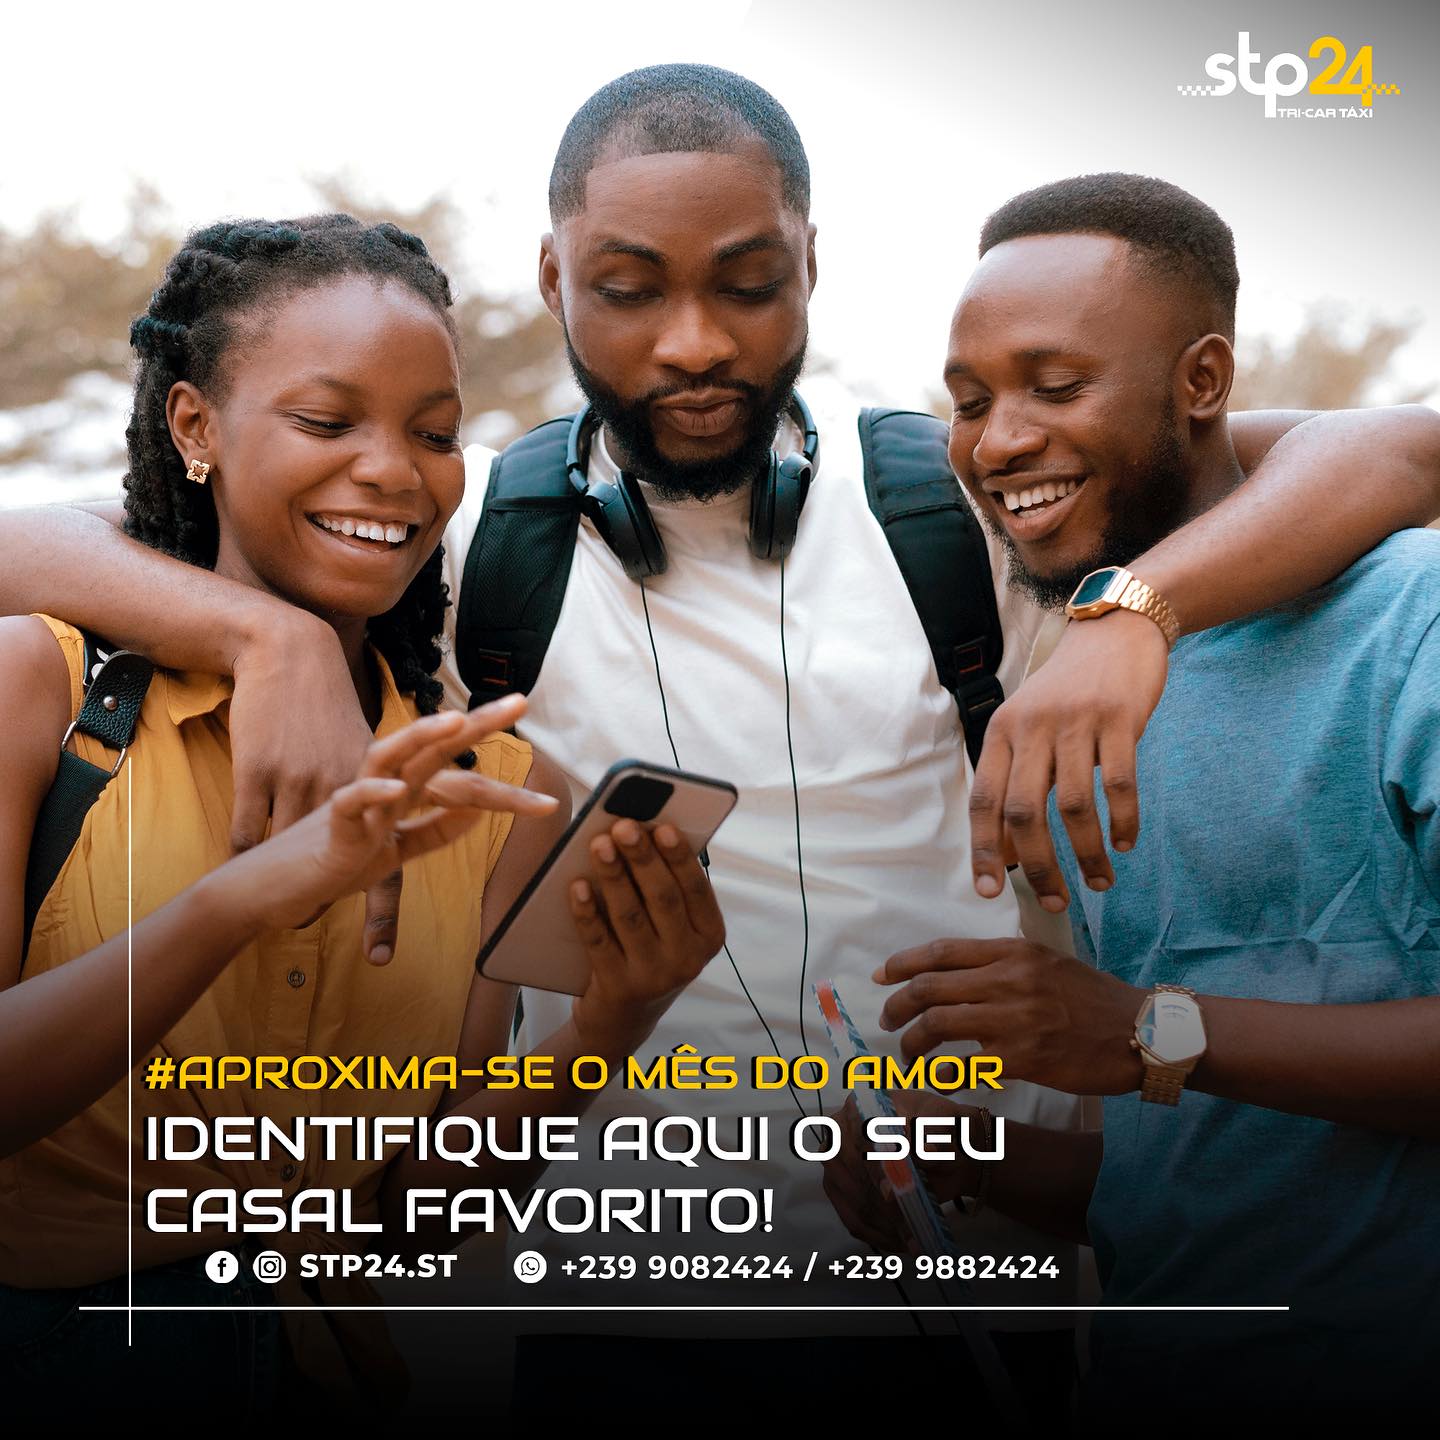 stp24
TRI-CAR TÁXI
#APROXIMA-SE O MÊS DO AMOR
IDENTIFIQUE AQUI O SEU
CASAL FAVORITO!
STP24.ST +239 9082424 / +239 9882424